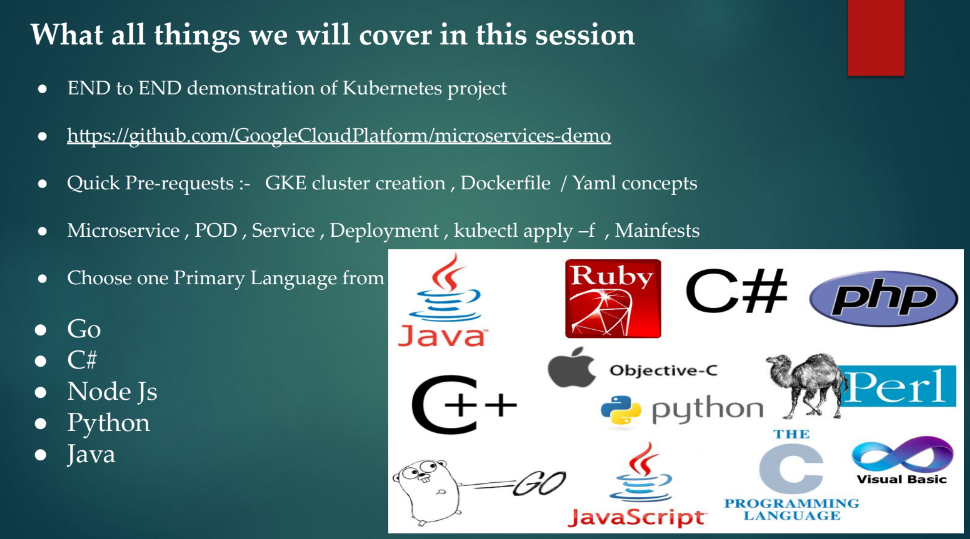 What all things we will cover in this session
● END to END demonstration of Kubernetes project
● https://github.com/GoogleCloudPlatform/microservices-demo
● Quick Pre-requests :- GKE cluster creation , Dockerfile / Yaml concepts
● Microservice , POD , Service , Deployment , kubectl apply –f , Mainfests
● Choose one Primary Language from
● Go
● C#
● Node Js
● Python
● Java
Java™
Ruby
C#
php
C++
Objective-C
python
Perl
GO
JavaScript
THE
C
PROGRAMMING
LANGUAGE
Visual Basic